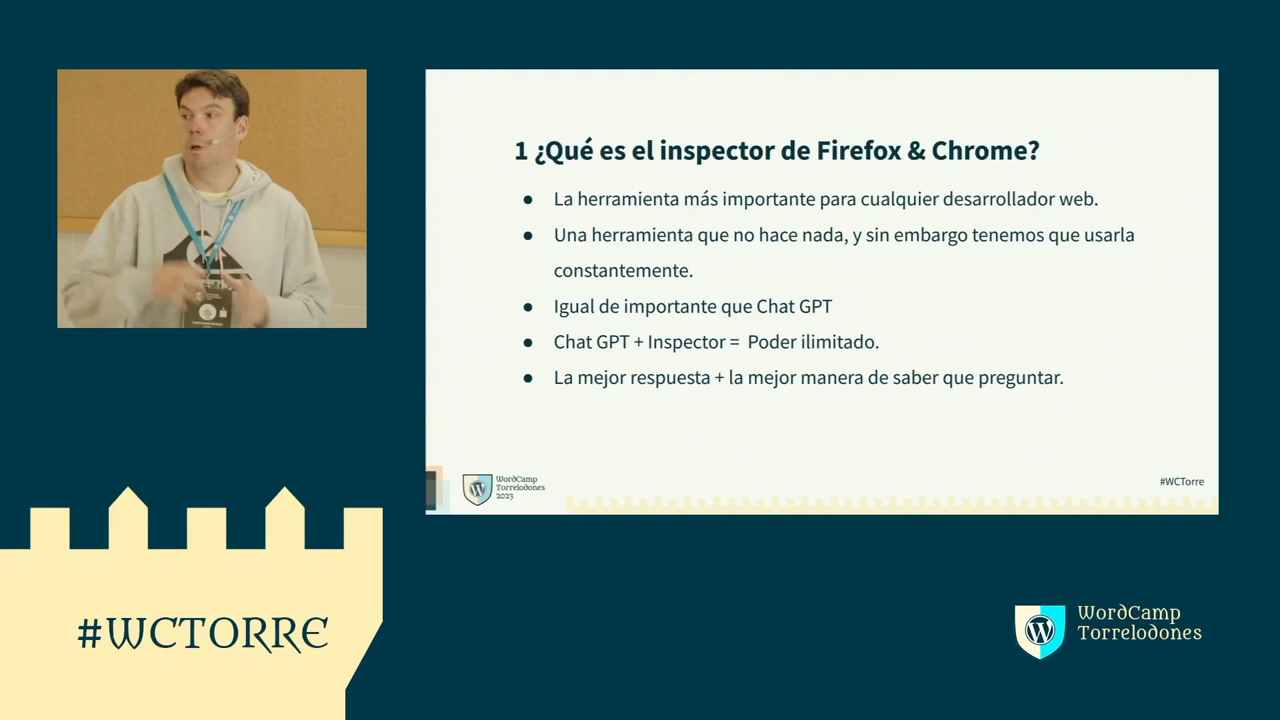 1 ¿Qué es el inspector de Firefox & Chrome?
● La herramienta más importante para cualquier desarrollador web.
● Una herramienta que no hace nada, y sin embargo tenemos que usarla
constantemente.
● Igual de importante que Chat GPT
● Chat GPT + Inspector = Poder ilimitado.
● La mejor respuesta + la mejor manera de saber que preguntar.
WordCamp
Torrelodones
2023
#WCTorre
#WCTORRE
WordCamp
Torrelodones